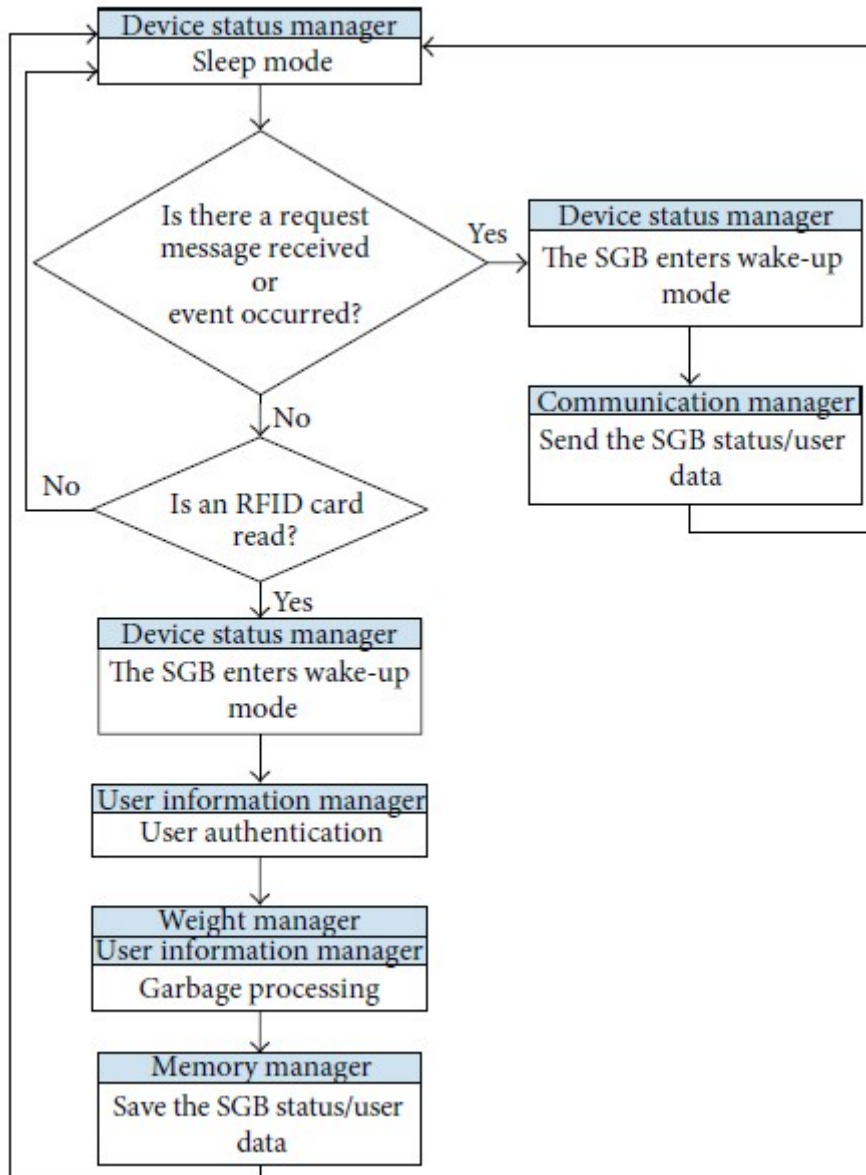 Device status manager
Sleep mode
Is there a request
message received
or
event occurred?
Yes
Device status manager
The SGB enters wake-up
mode
Communication manager
Send the SGB status/user
data
No
No
Is an RFID card
read?
Yes
Device status manager
The SGB enters wake-up
mode
User information manager
User authentication
Weight manager
User information manager
Garbage processing
Memory manager
Save the SGB status/user
data